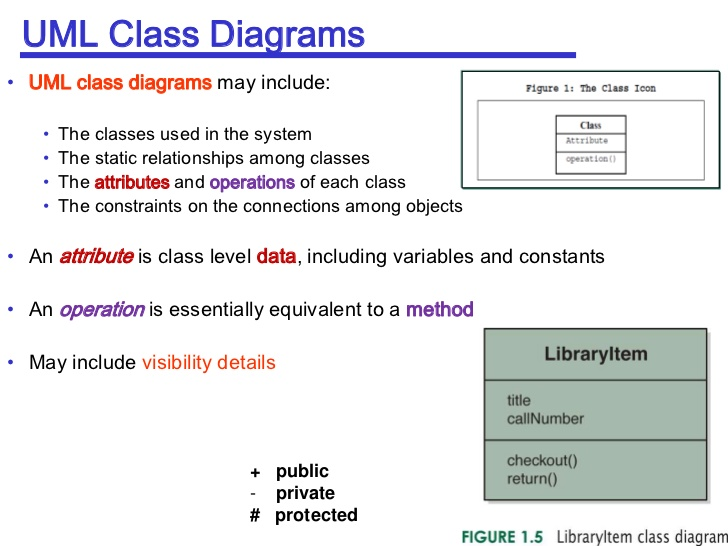 UML Class Diagrams
• UML class diagrams may include:
• The classes used in the system
• The static relationships among classes
• The attributes and operations of each class
• The constraints on the connections among objects
• An attribute is class level data, including variables and constants
• An operation is essentially equivalent to a method
• May include visibility details
+ public
- private
# protected
Figure 1: The Class Icon
Class
Attribute
operation()
LibraryItem
title
callNumber
checkout()
return()
FIGURE 1.5 LibraryItem class diagram